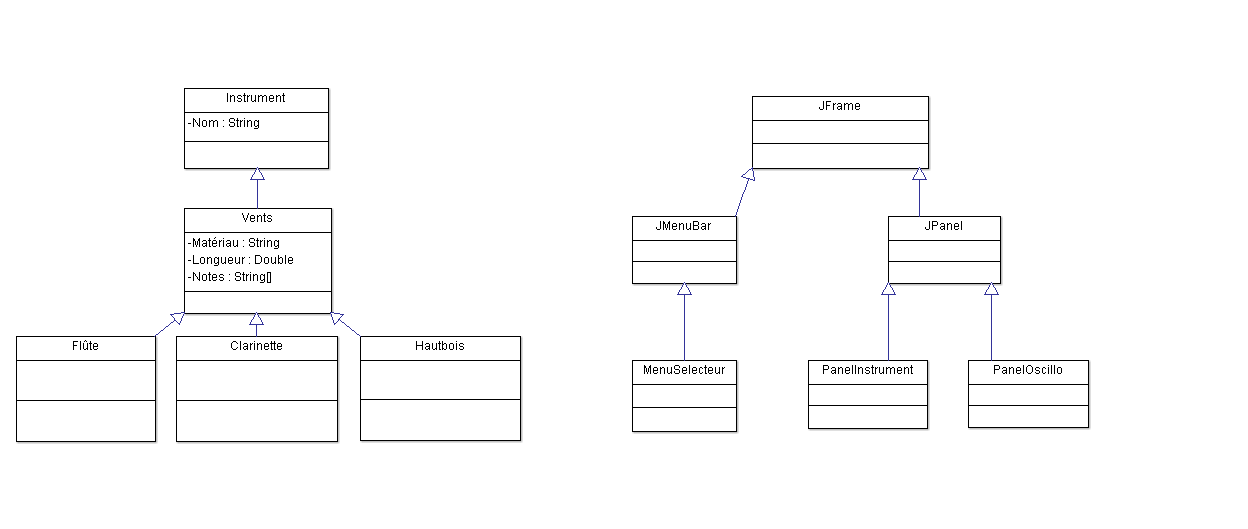 Instrument
-Nom : String
Vents
-Matériau : String
-Longueur : Double
-Notes : String[]
Flûte
Clarinette
Hautbois
JFrame
JMenuBar
JPanel
MenuSelecteur
PanelInstrument
PanelOscillo